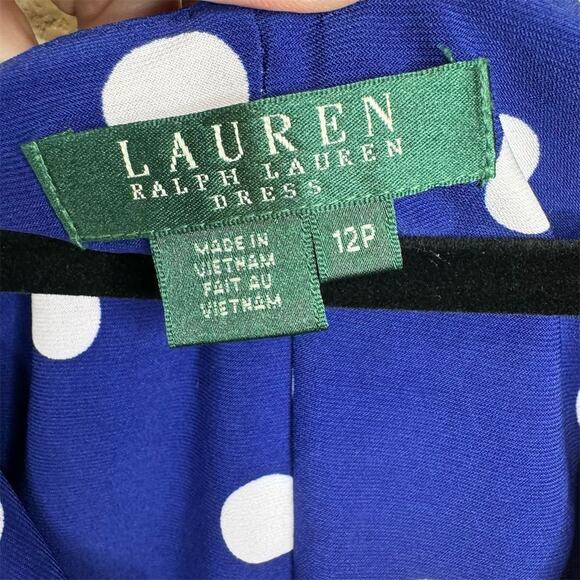 LAUREN
RALPH LAUREN
DRESS
MADE IN
VIETNAM
FAIT AU
VIETNAM
12P